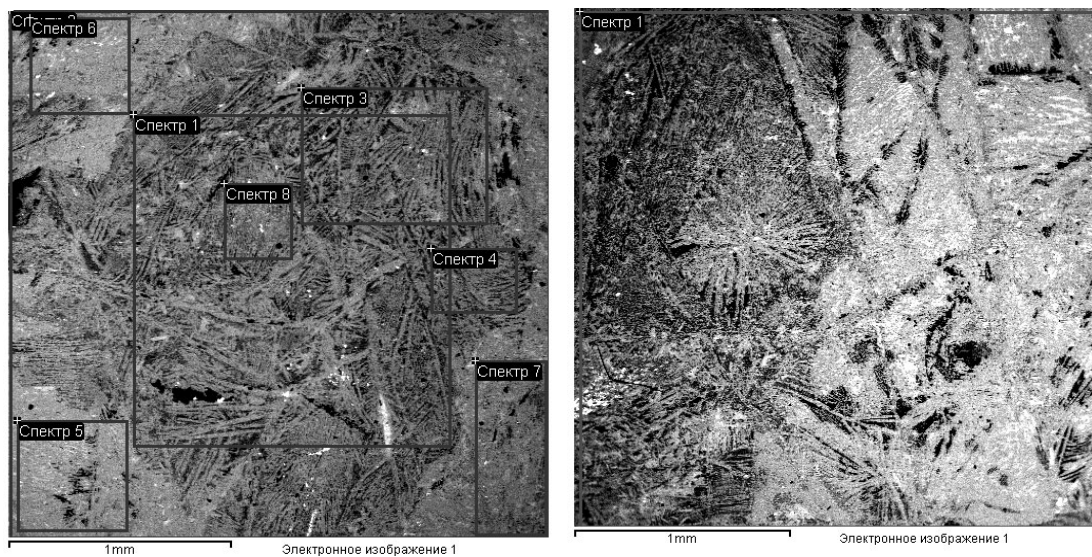 Спектр 6
Спектр 3
Спектр 1
Спектр 8
Спектр 4
Спектр 5
Спектр 7
1mm
Электронное изображение 1
Спектр 1
1mm
Электронное изображение 1